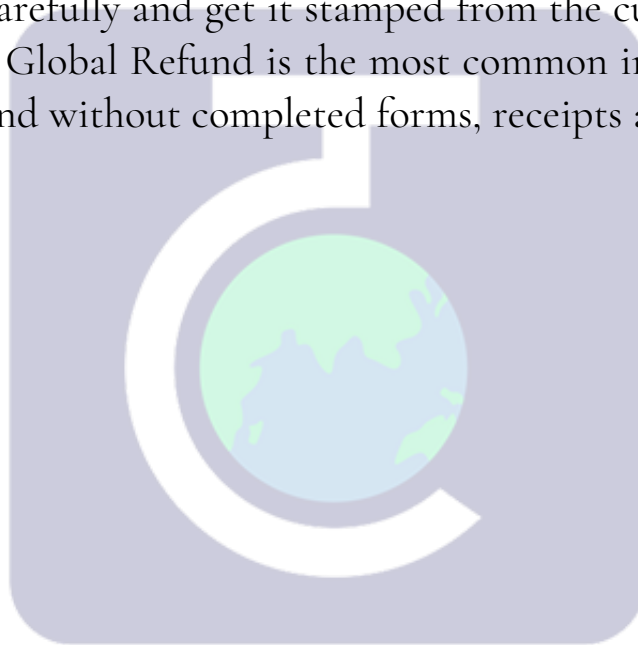 arefully and get it stamped from the cu
Global Refund is the most common in
nd without completed forms, receipts a